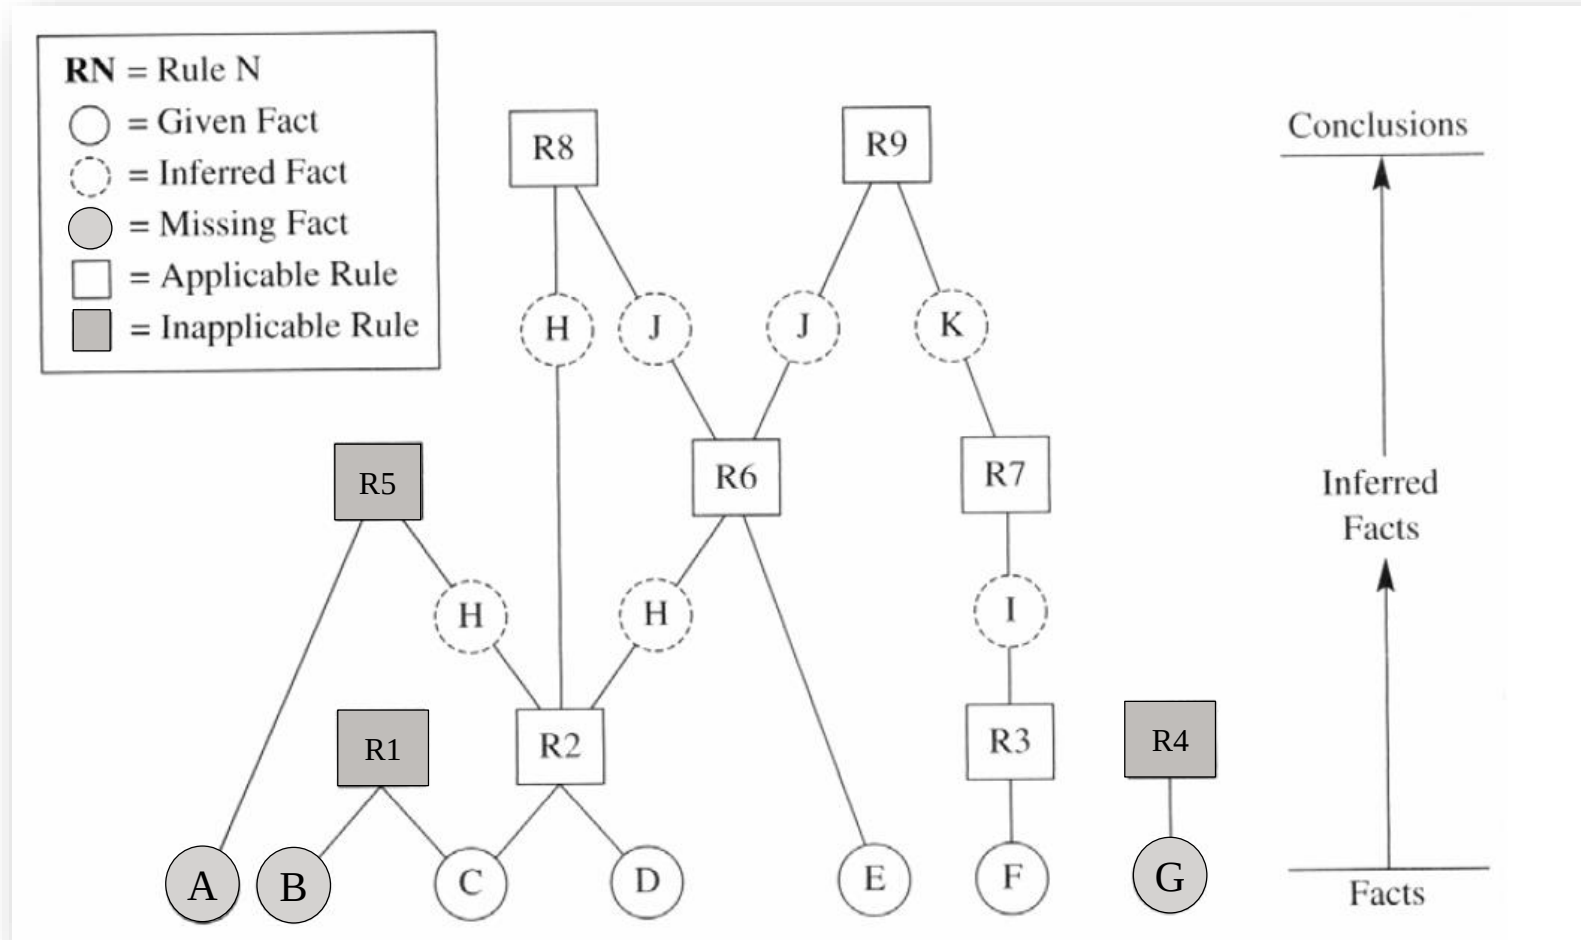 RN = Rule N
= Given Fact
= Inferred Fact
= Missing Fact
= Applicable Rule
= Inapplicable Rule
R8
R9
Conclusions
H
J
J
K
R5
R6
R7
Inferred
Facts
H
H
I
R1
R2
R3
R4
A
B
C
D
E
F
G
Facts